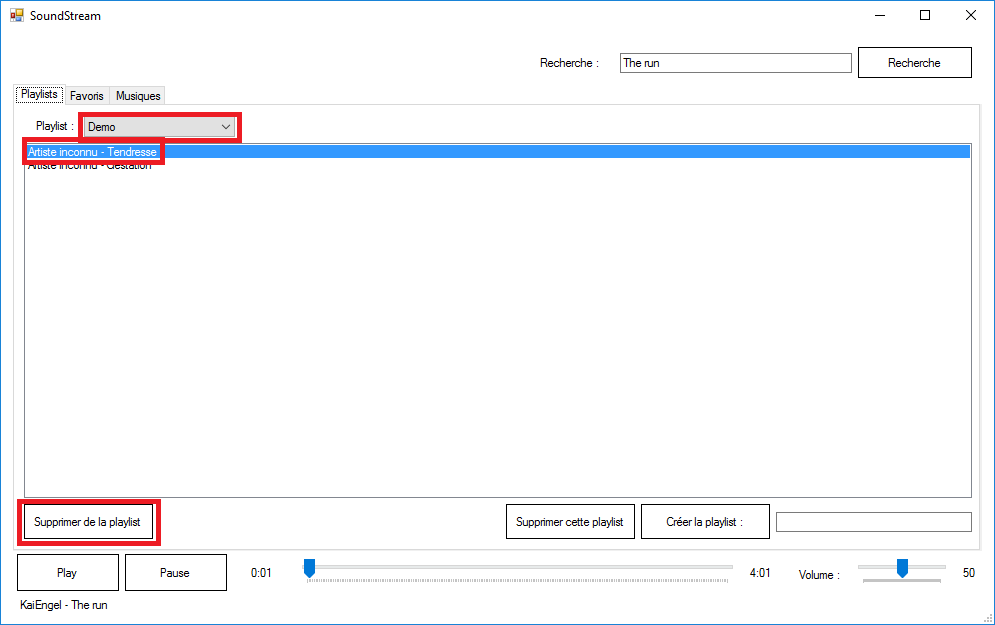 SoundStream
Recherche : The run Recherche
Playlists Favoris Musiques
Playlist : Demo
Artiste inconnu - Tendresse
Artiste inconnu - Gestation
Supprimer de la playlist Supprimer cette playlist Créer la playlist :
Play Pause 0:01 4:01 Volume : 50
KaiEngel - The run